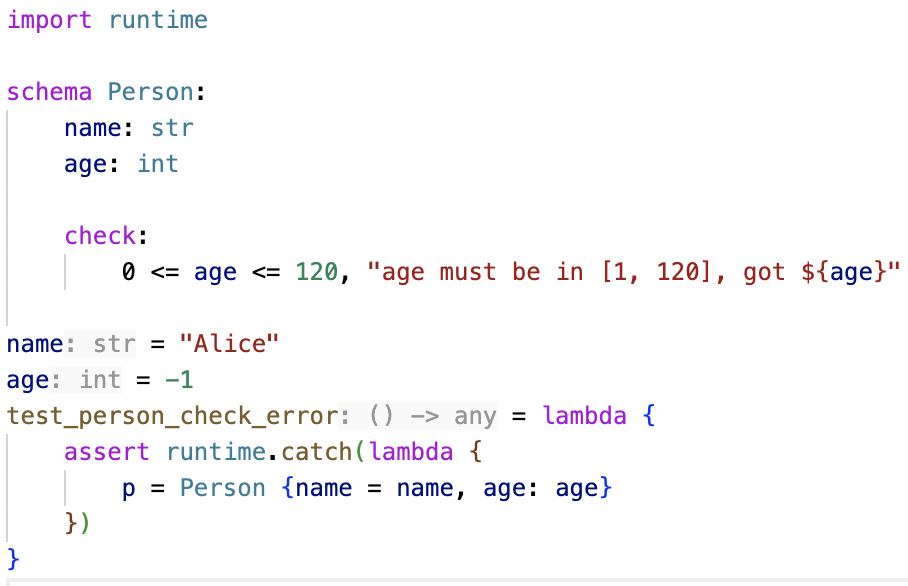 import runtime
schema Person:
name: str
age: int
check:
0 <= age <= 120, "age must be in [1, 120], got ${age}"
name: str = "Alice"
age: int = -1
test_person_check_error: () -> any = lambda {
assert runtime.catch(lambda {
p = Person {name = name, age: age}
})
}